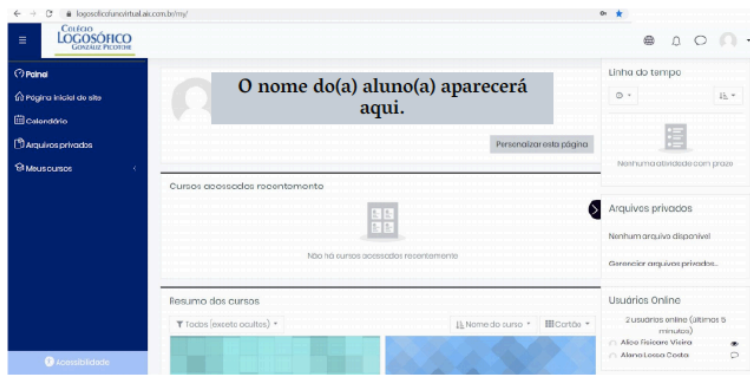 logosoficofuncvirtual.aix.com.br/my/
COLÉGIO
LOGOSÓFICO
GONZÁLEZ PECOTCHE
Painel
Página inicial do site
Calendário
Arquivos privados
Meus cursos
Acessibilidade
O nome do(a) aluno(a) aparecerá
aqui.
Personalizar esta página
Cursos acessados recentemente
Não há cursos acessados recentemente
Resumo dos cursos
Todos (exceto ocultos)
Nome do curso
Cartão
Linha do tempo
Nenhuma atividade com prazo
Arquivos privados
Nenhum arquivo disponível
Gerenciar arquivos privados...
Usuários Online
2 usuários online (últimos 5
minutos)
Alice Fisicaro Vieira
Alana Lessa Costa